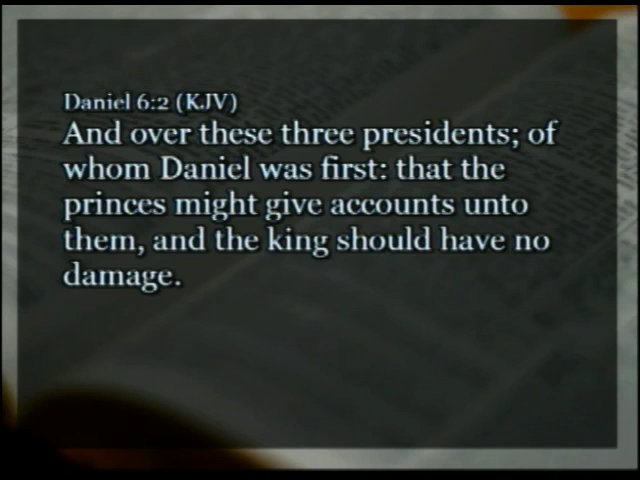 Daniel 6:2 (KJV)
And over these three presidents; of
whom Daniel was first: that the
princes might give accounts unto
them, and the king should have no
damage.